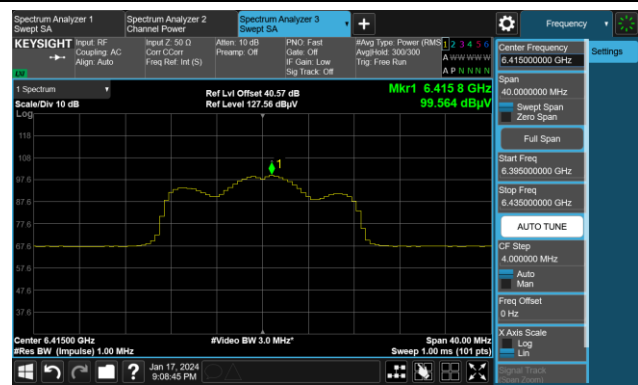 Spectrum Analyzer 1
Swept SA
Spectrum Analyzer 2
Channel Power
Spectrum Analyzer 3
Swept SA
Frequency
KEYSIGHT
Input: RF
Coupling: AC
Align: Auto
Input Z: 50 Ω
Corr CCorr
Freq Ref: Int (S)
Atten: 10 dB
Preamp: Off
PNO: Fast
Gate: Off
IF Gain: Low
Sig Track: Off
#Avg Type: Power (RMS)
Avg|Hold: 300/300
Trig: Free Run
1 2 3 4 5 6
A W W W W W
A P N N N N
LXI
1 Spectrum
Scale/Div 10 dB
Ref Lvl Offset 40.57 dB
Ref Level 127.56 dBµV
Mkr1 6.415 8 GHz
99.564 dBµV
Log
118
108
97.6
87.6
77.6
67.6
57.6
47.6
37.6
1
Center 6.41500 GHz
#Res BW (Impulse) 1.00 MHz
#Video BW 3.0 MHz*
Span 40.00 MHz
Sweep 1.00 ms (101 pts)
Jan 17, 2024
9:08:45 PM
Center Frequency
6.415000000 GHz
Settings
Span
40.0000000 MHz
Swept Span
Zero Span
Full Span
Start Freq
6.395000000 GHz
Stop Freq
6.435000000 GHz
AUTO TUNE
CF Step
4.000000 MHz
Auto
Man
Freq Offset
0 Hz
X Axis Scale
Log
Lin
Signal Track
(Span Zoom)